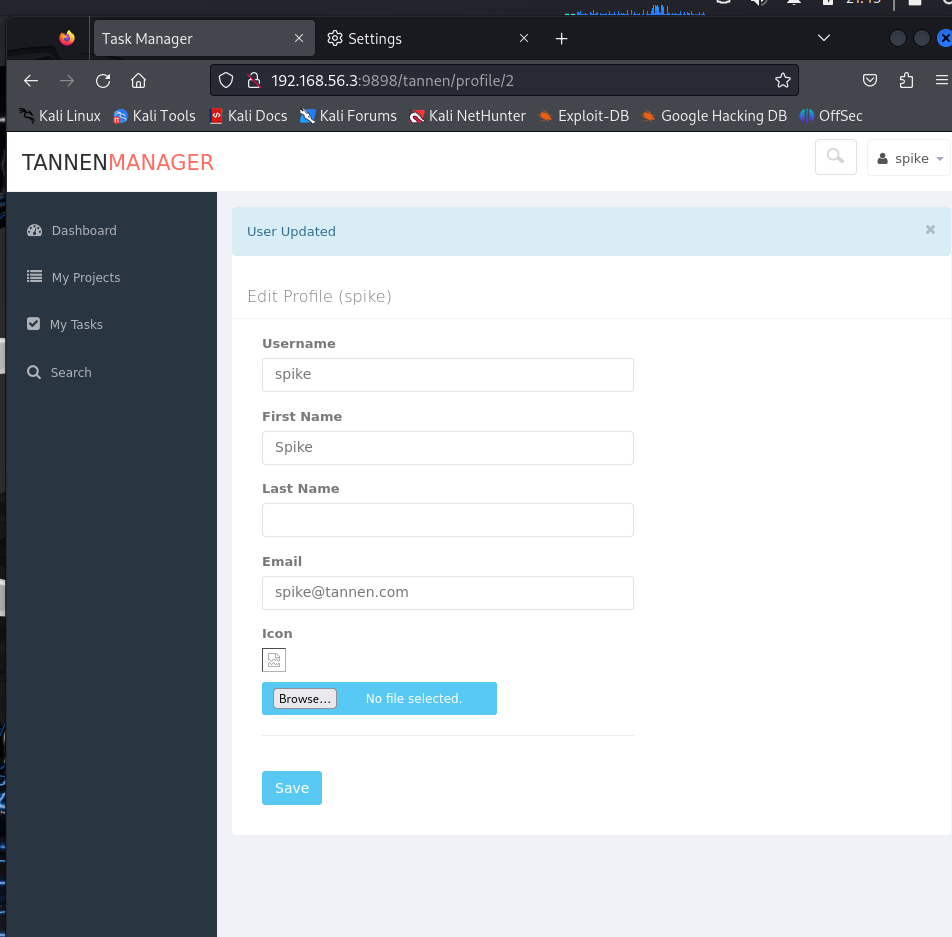 Task Manager
Settings
192.168.56.3:9898/tannen/profile/2
Kali Linux Kali Tools Kali Docs Kali Forums Kali NetHunter Exploit-DB Google Hacking DB OffSec
TANNENMANAGER
spike
Dashboard
My Projects
My Tasks
Search
User Updated
Edit Profile (spike)
Username
spike
First Name
Spike
Last Name
Email
spike@tannen.com
Icon
Browse... No file selected.
Save